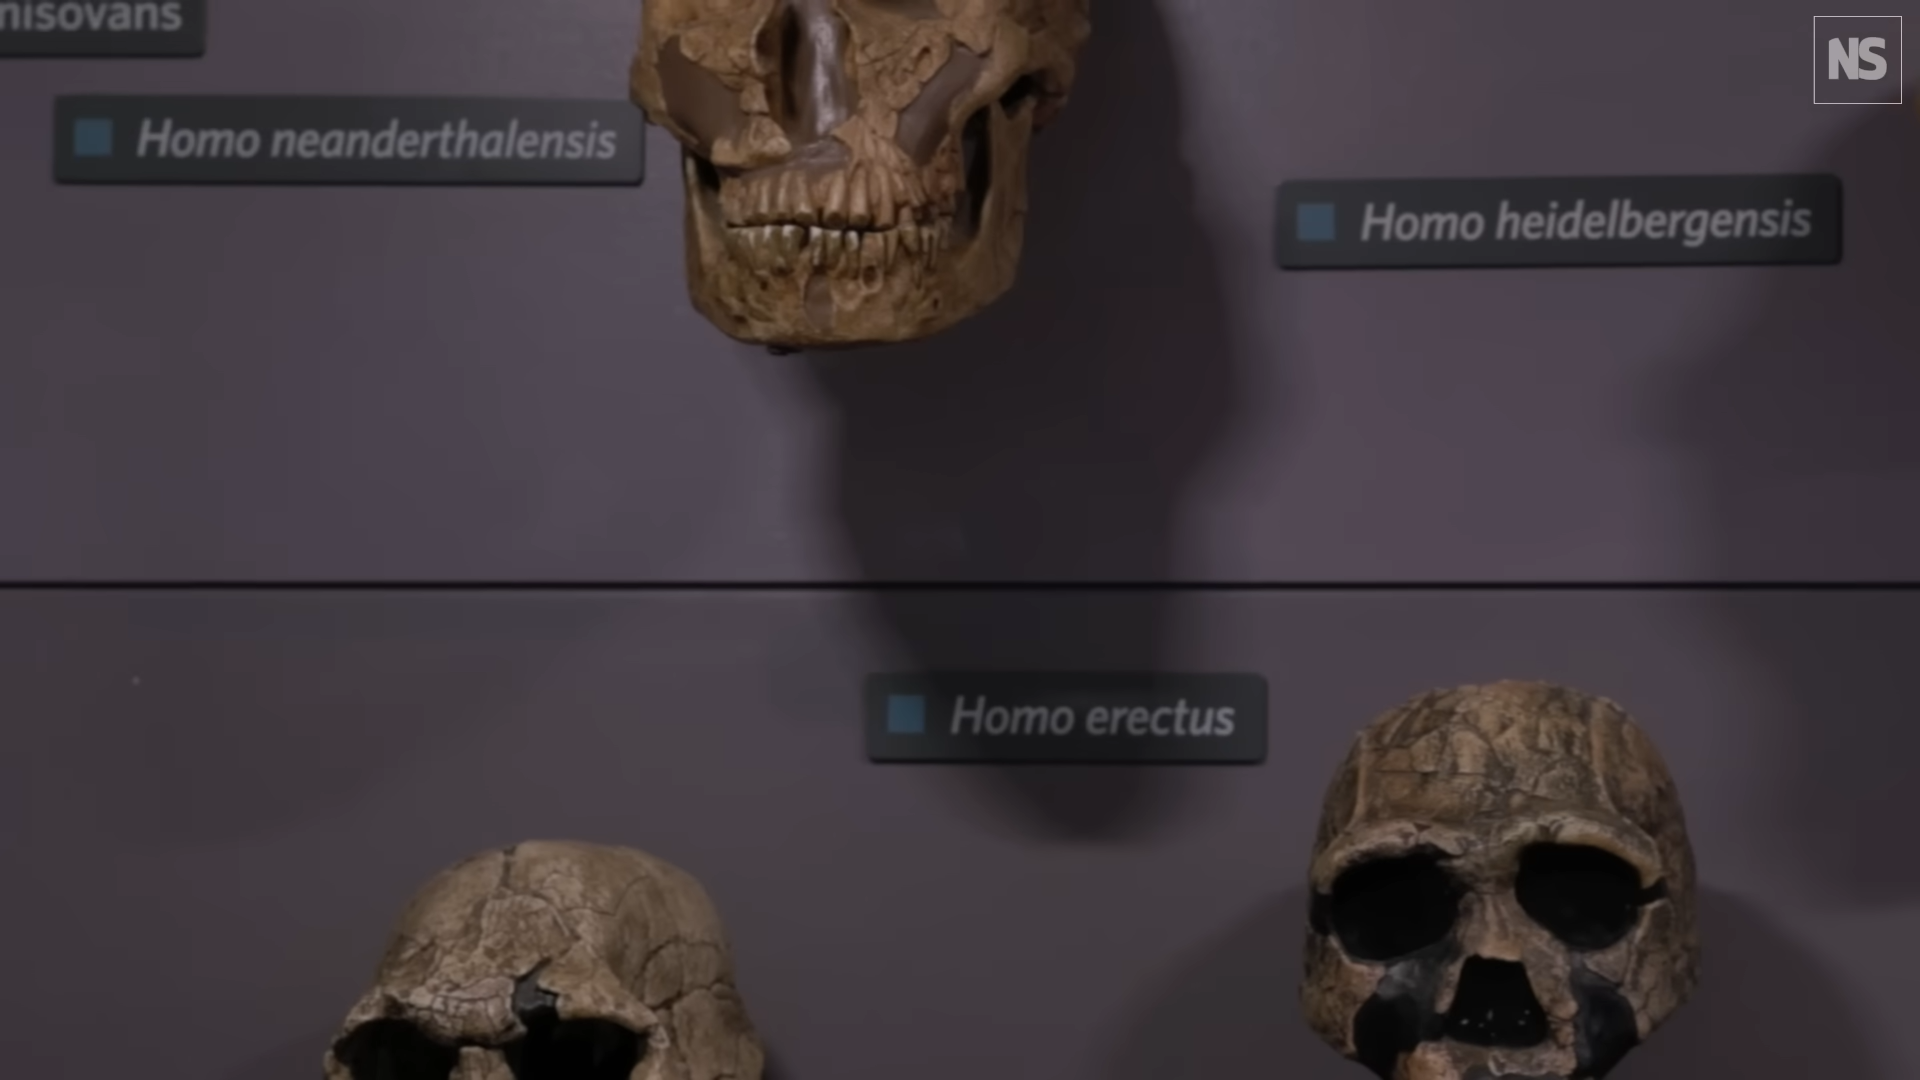 nisovans
NS
Homo neanderthalensis
Homo heidelbergensis
Homo erectus